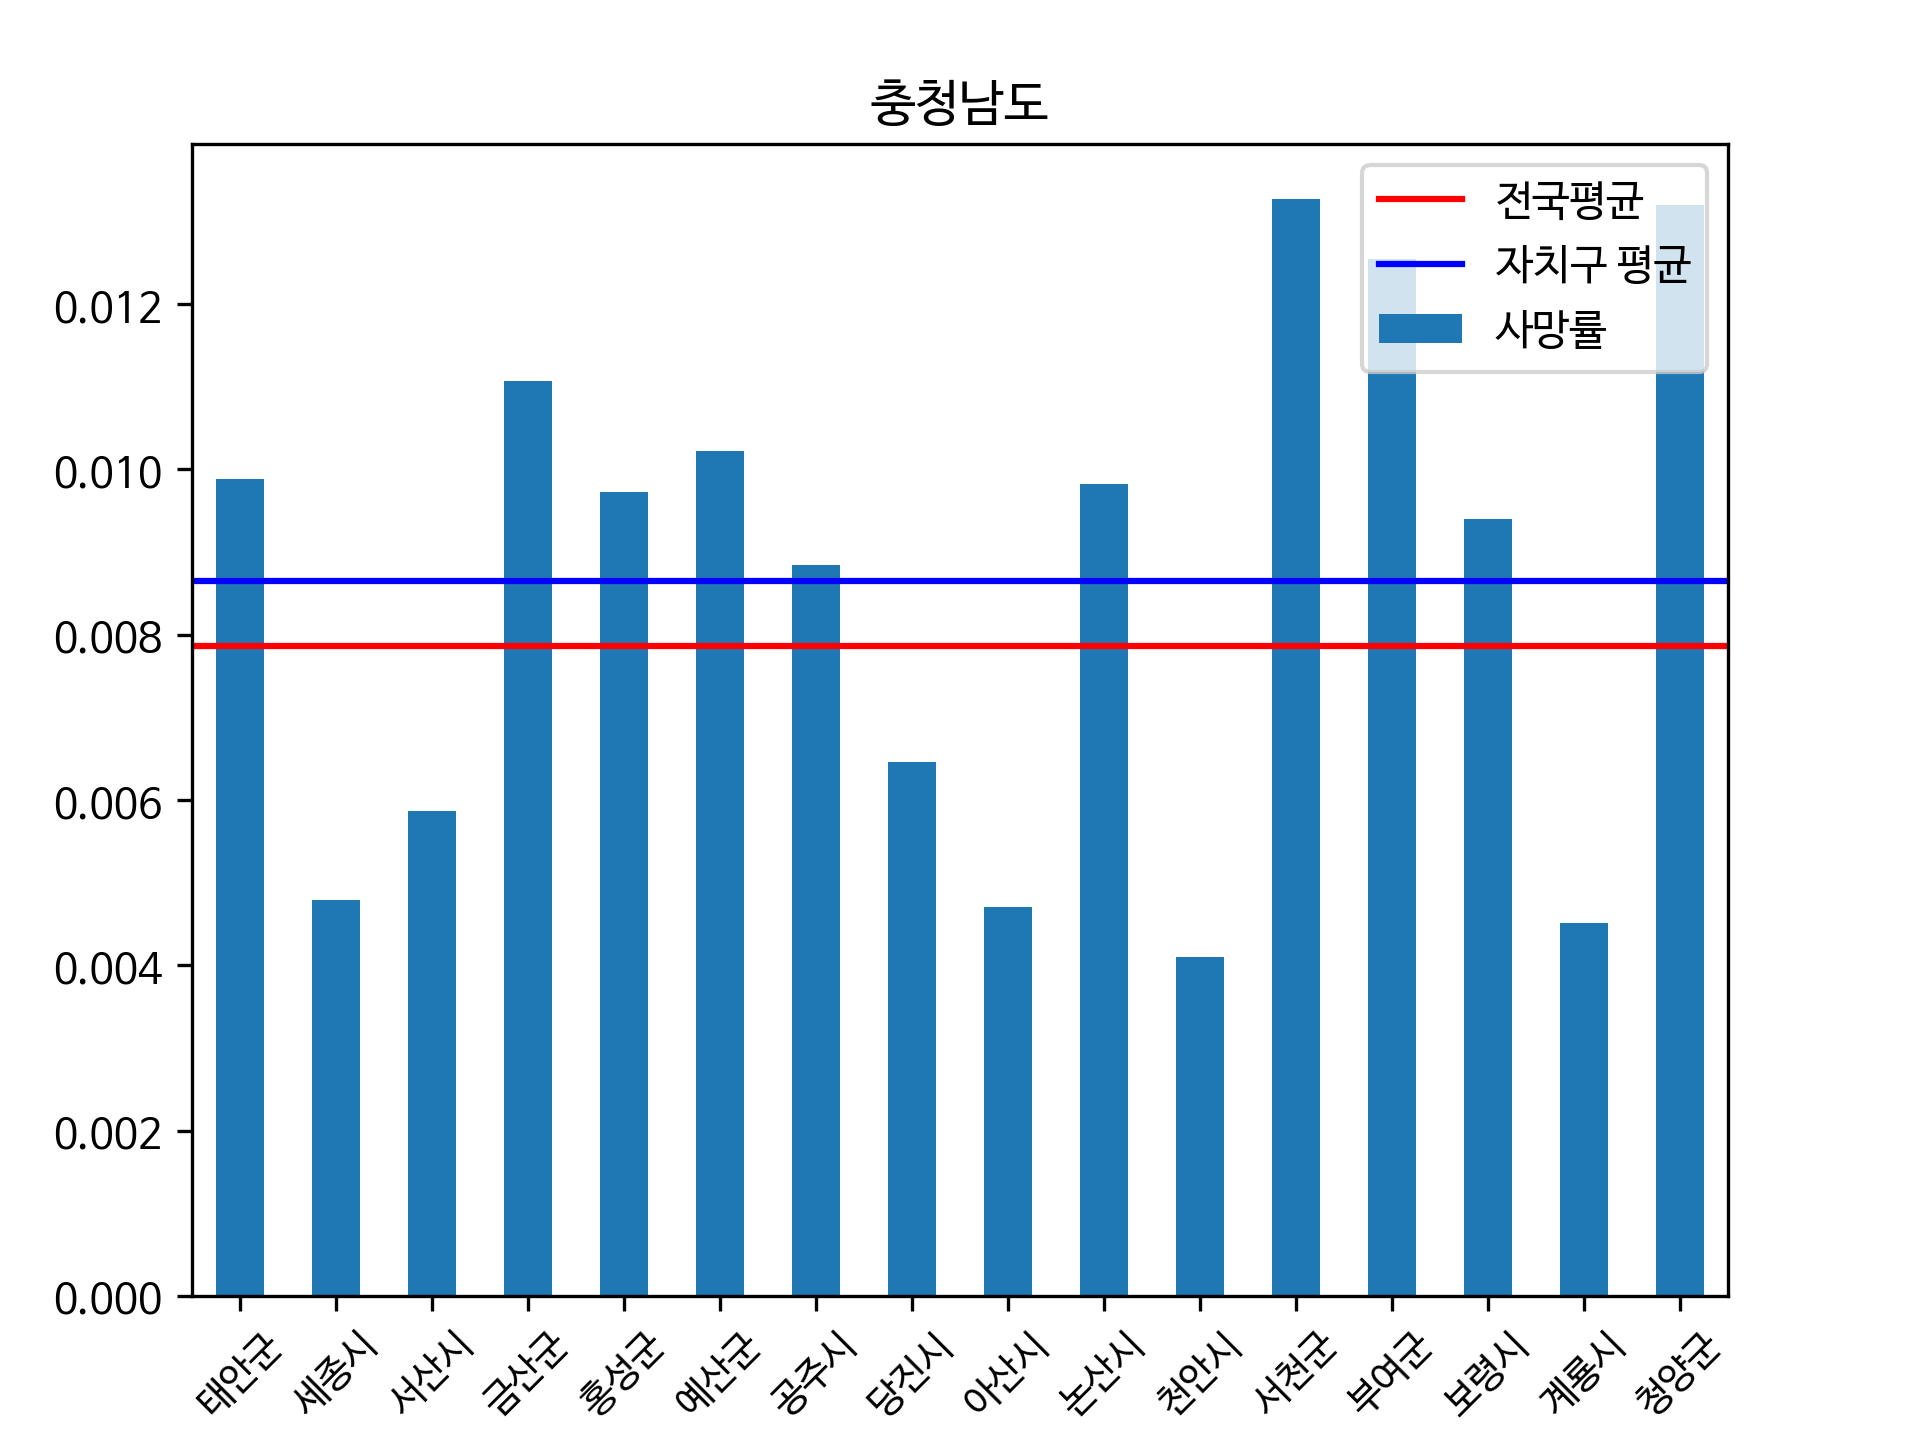 충청남도
전국평균
자치구 평균
사망률
0.012
0.010
0.008
0.006
0.004
0.002
0.000
태안군
세종시
서산시
금산군
홍성군
예산군
공주시
당진시
아산시
논산시
천안시
서천군
부여군
보령시
계룡시
청양군